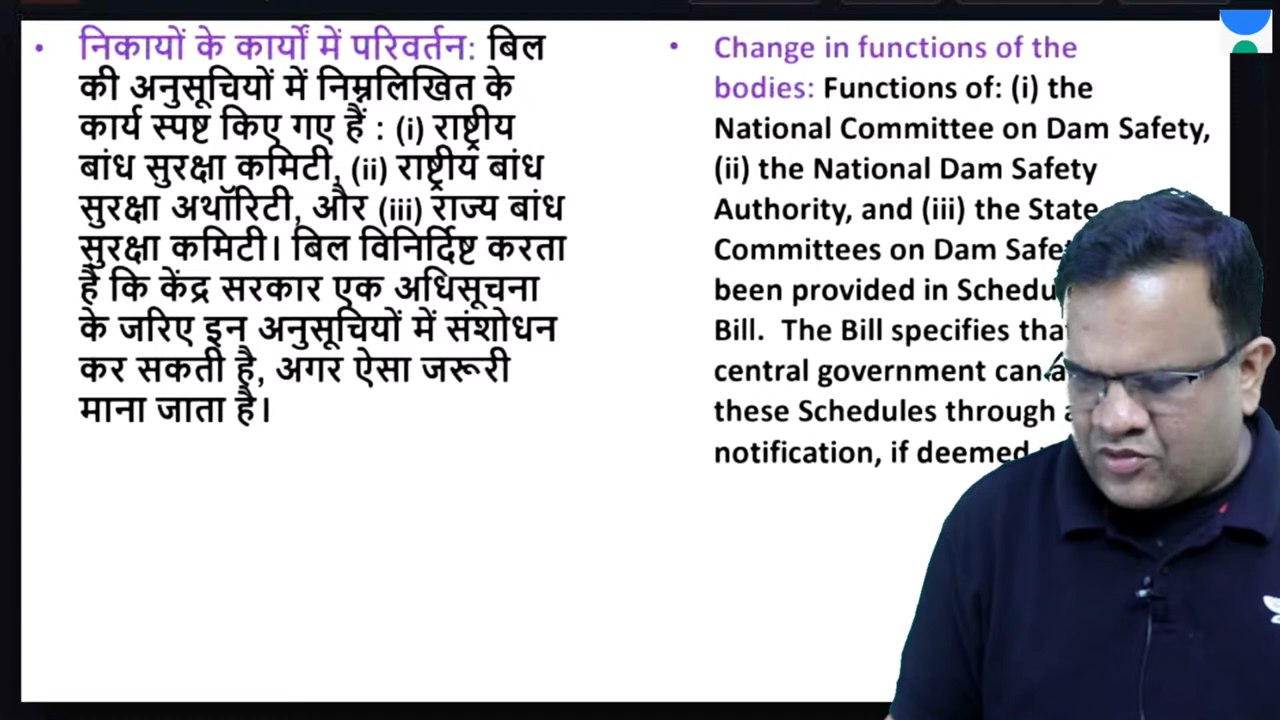 • निकायों के कार्यों में परिवर्तन: बिल
की अनुसूचियों में निम्नलिखित के
कार्य स्पष्ट किए गए हैं : (i) राष्ट्रीय
बांध सुरक्षा कमिटी, (ii) राष्ट्रीय बांध
सुरक्षा अथॉरिटी, और (iii) राज्य बांध
सुरक्षा कमिटी। बिल विनिर्दिष्ट करता
है कि केंद्र सरकार एक अधिसूचना
के जरिए इन अनुसूचियों में संशोधन
कर सकती है, अगर ऐसा जरूरी
माना जाता है।
• Change in functions of the
bodies: Functions of: (i) the
National Committee on Dam Safety,
(ii) the National Dam Safety
Authority, and (iii) the State
Committees on Dam
been provided in
Bill. The Bill specifies
central government can
these Schedules through
notification, if deemed